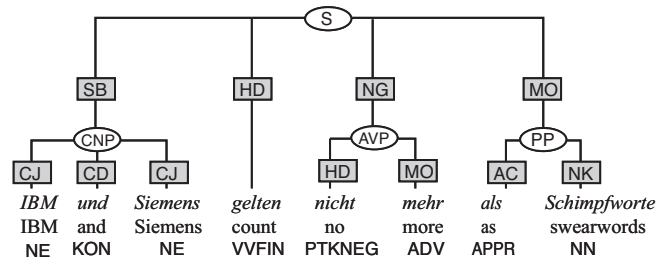 S
SB HD NG MO
CNP AVP PP
CJ CD CJ HD MO AC NK
IBM und Siemens gelten nicht mehr als Schimpfworte
IBM and Siemens count no more as swearwords
NE KON NE VVFIN PTKNEG ADV APPR NN